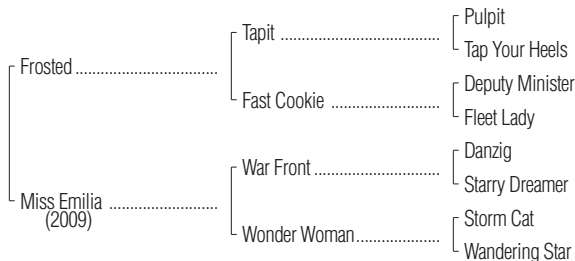 Pulpit
Tapit ..............................
Tap Your Heels
Frosted ................................
Deputy Minister
Fast Cookie .........................
Fleet Lady
Danzig
War Front ...........................
Starry Dreamer
Miss Emilia ........................
(2009)
Storm Cat
Wonder Woman...................
Wandering Star